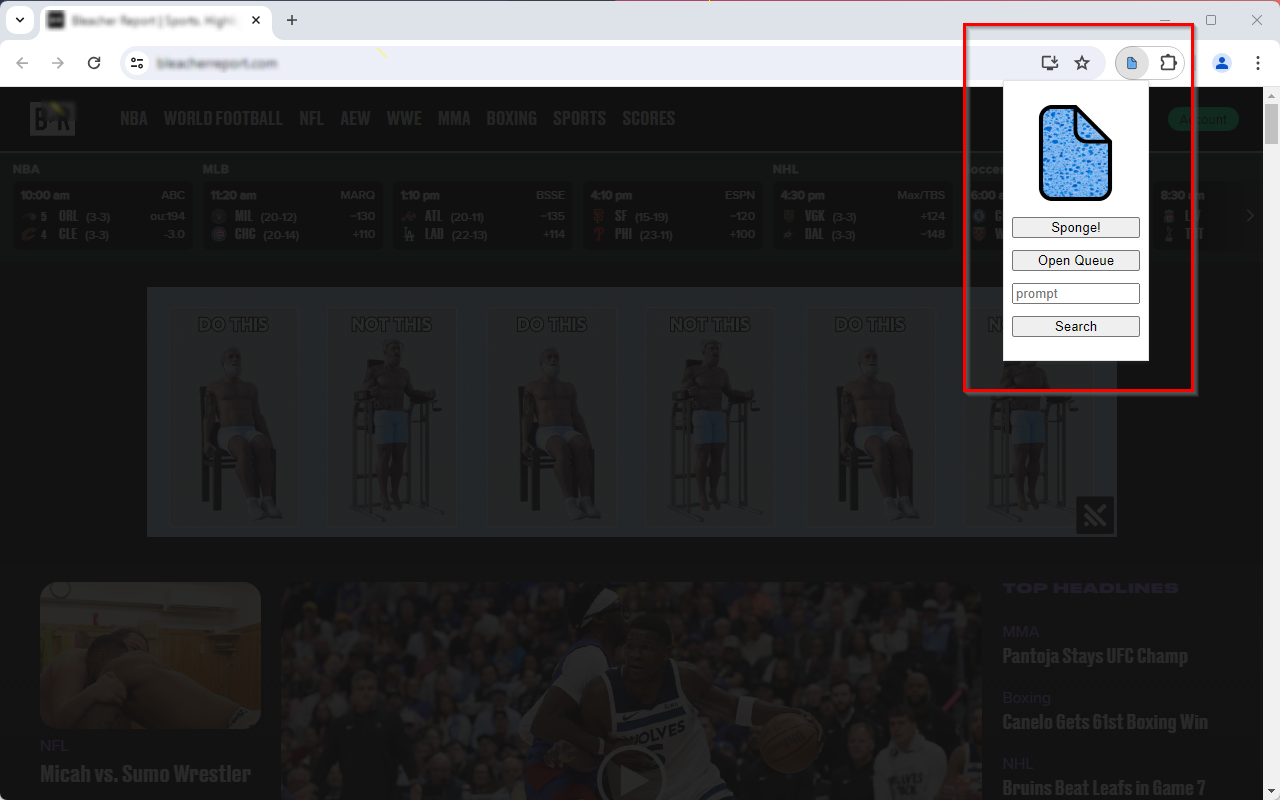 Bleacher Report | Sports. Highl
bleacherreport.com
B R
NBA WORLD FOOTBALL NFL AEW WWE MMA BOXING SPORTS SCORES
Account
NBA
10:00 am ABC
5 ORL (3-3) ou:194
4 CLE (3-3) -3.0
MLB
11:20 am MARQ
MIL (20-12) −130
CHC (20-14) +110
1:10 pm BSSE
ATL (20-11) −135
LAD (22-13) +114
4:10 pm ESPN
SF (15-19) −120
PHI (23-11) +100
NHL
4:30 pm Max/TBS
VGK (3-3) +124
DAL (3-3) −148
6:00 a
8:30
Sponge!
Open Queue
prompt
Search
DO THIS NOT THIS DO THIS NOT THIS DO THIS
NFL
Micah vs. Sumo Wrestler
WOLVES
TOP HEADLINES
MMA
Pantoja Stays UFC Champ
Boxing
Canelo Gets 61st Boxing Win
NHL
Bruins Beat Leafs in Game 7